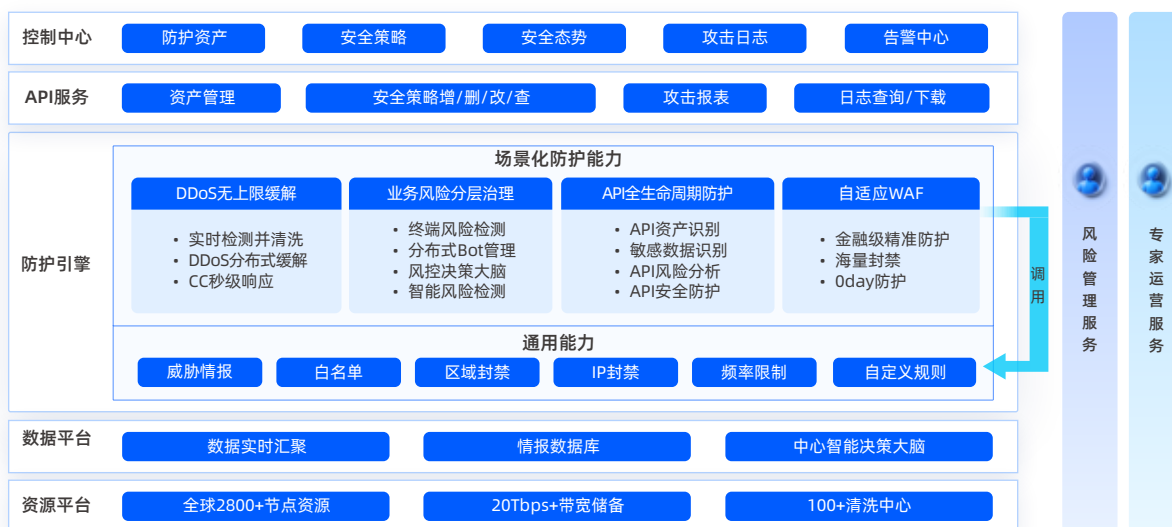 控制中心
防护资产
安全策略
安全态势
攻击日志
告警中心
API服务
资产管理
安全策略增/删/改/查
攻击报表
日志查询/下载
防护引擎
场景化防护能力
DDoS无上限缓解
• 实时检测并清洗
• DDoS分布式缓解
• CC秒级响应
业务风险分层治理
• 终端风险检测
• 分布式Bot管理
• 风控决策大脑
• 智能风险检测
API全生命周期防护
• API资产识别
• 敏感数据识别
• API风险分析
• API安全防护
自适应WAF
• 金融级精准防护
• 海量封禁
• 0day防护
调用
通用能力
威胁情报
白名单
区域封禁
IP封禁
频率限制
自定义规则
数据平台
数据实时汇聚
情报数据库
中心智能决策大脑
资源平台
全球2800+节点资源
20Tbps+带宽储备
100+清洗中心
风险管理服务
专家运营服务